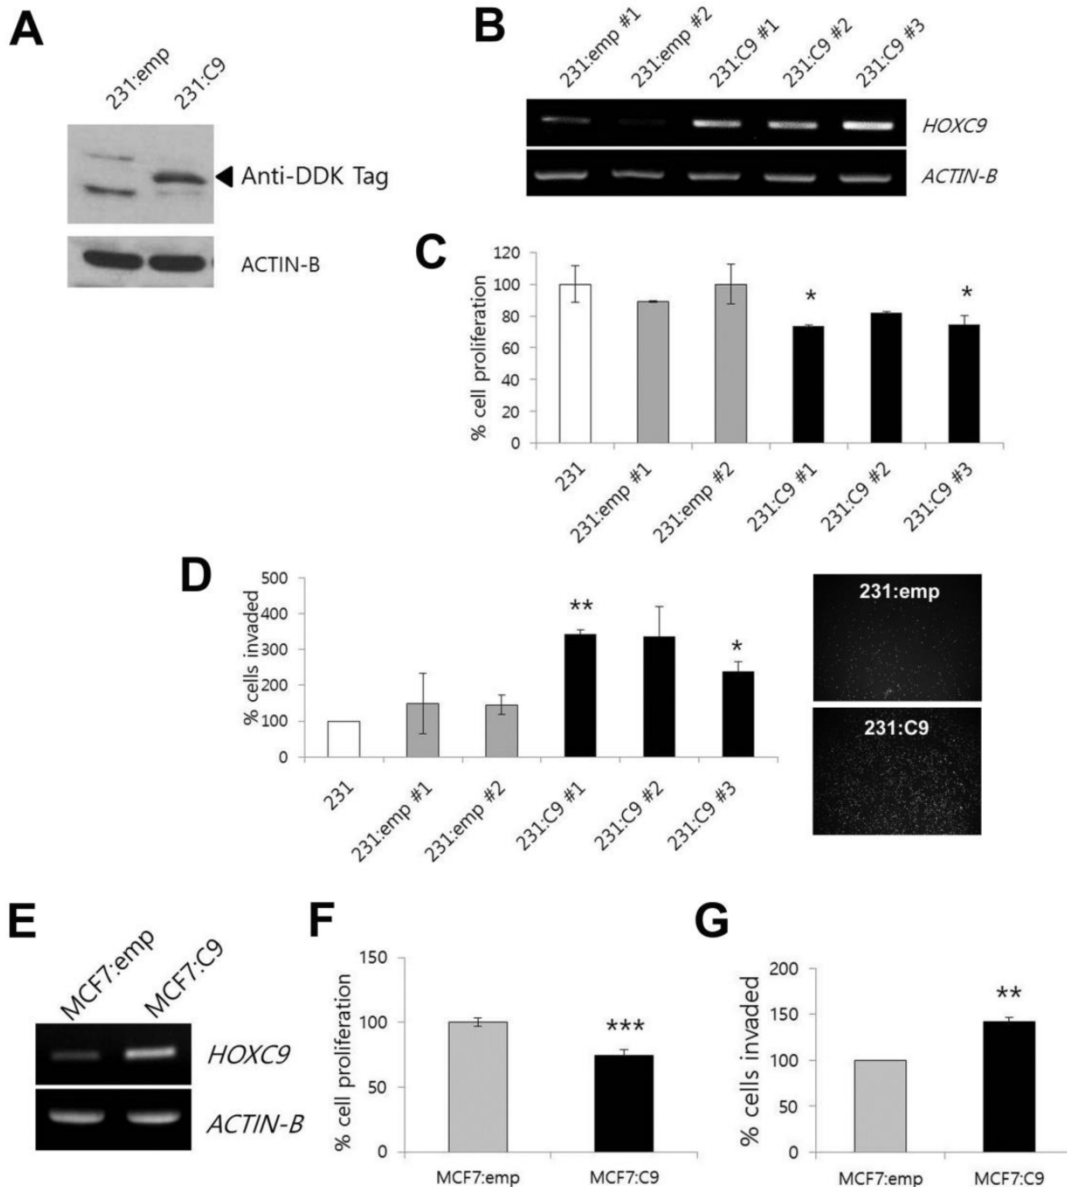 A
231:emp
231:C9
Anti-DDK Tag
ACTIN-B
B
231:emp #1
231:emp #2
231:C9 #1
231:C9 #2
231:C9 #3
HOXC9
ACTIN-B
C
% cell proliferation
120
100
80
60
40
20
0
*
*
231
231:emp #1
231:emp #2
231:C9 #1
231:C9 #2
231:C9 #3
D
% cells invaded
500
400
300
200
100
0
**
*
231
231:emp #1
231:emp #2
231:C9 #1
231:C9 #2
231:C9 #3
231:emp
231:C9
E
MCF7:emp
MCF7:C9
HOXC9
ACTIN-B
F
% cell proliferation
150
100
50
0
***
MCF7:emp
MCF7:C9
G
% cells invaded
200
150
100
50
0
**
MCF7:emp
MCF7:C9